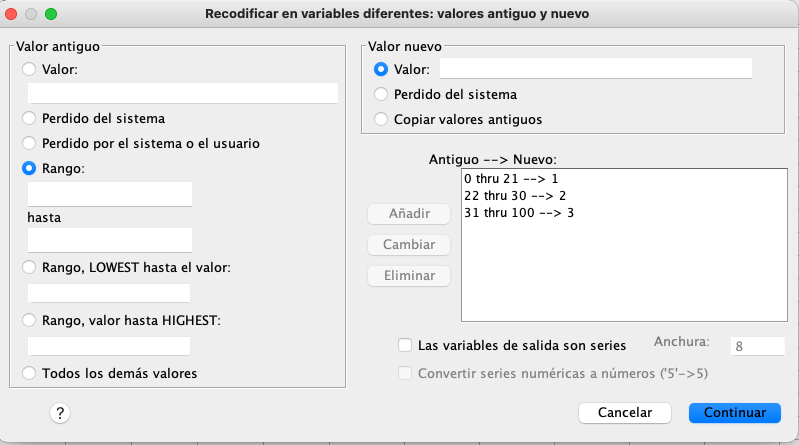 Recodificar en variables diferentes: valores antiguo y nuevo
Valor antiguo
Valor:
Perdido del sistema
Perdido por el sistema o el usuario
Rango:
hasta
Rango, LOWEST hasta el valor:
Rango, valor hasta HIGHEST:
Todos los demás valores
Valor nuevo
Valor:
Perdido del sistema
Copiar valores antiguos
Antiguo --> Nuevo:
0 thru 21 --> 1
22 thru 30 --> 2
31 thru 100 --> 3
Añadir
Cambiar
Eliminar
Las variables de salida son series
Anchura:
8
Convertir series numéricas a números ('5'->5)
?
Cancelar
Continuar